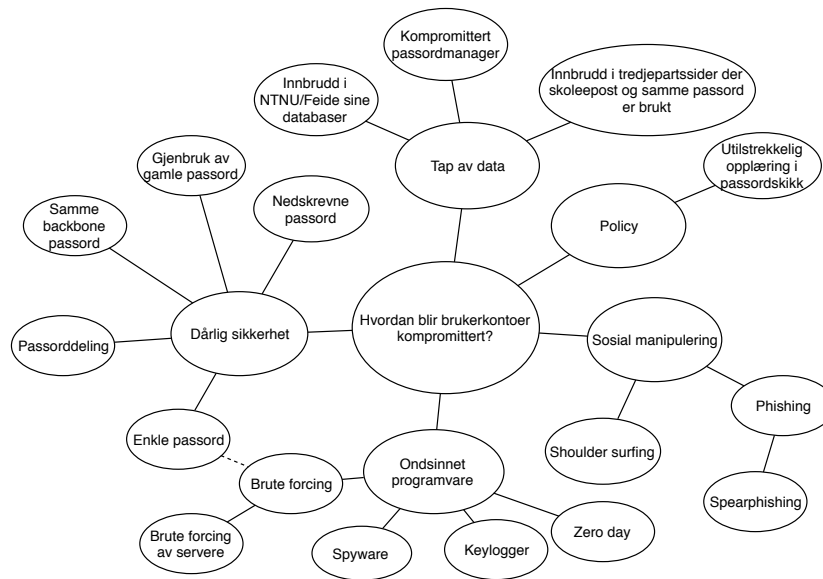 Kompromittert
passordmanager
Innbrudd i
NTNU/Feide sine
databaser
Innbrudd i tredjepartssider der
skoleepost og samme passord
er brukt
Tap av data
Utilstrekkelig
opplæring i
passordskikk
Policy
Gjenbruk av
gamle passord
Nedskrevne
passord
Samme
backbone
passord
Passorddeling
Dårlig sikkerhet
Hvordan blir brukerkontoer
kompromittert?
Sosial manipulering
Phishing
Shoulder surfing
Spearphishing
Enkle passord
Brute forcing
Ondsinnet
programvare
Brute forcing
av servere
Spyware
Keylogger
Zero day